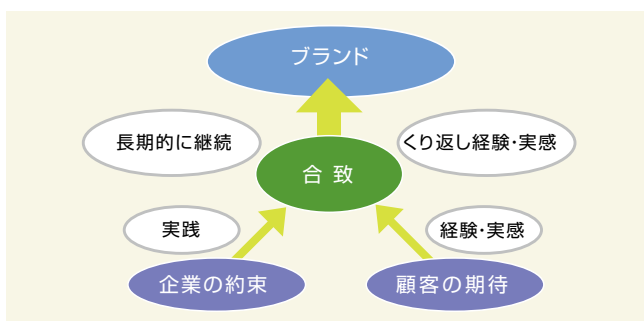 ブランド
長期的に継続
くり返し経験・実感
合 致
実践
経験・実感
企業の約束
顧客の期待